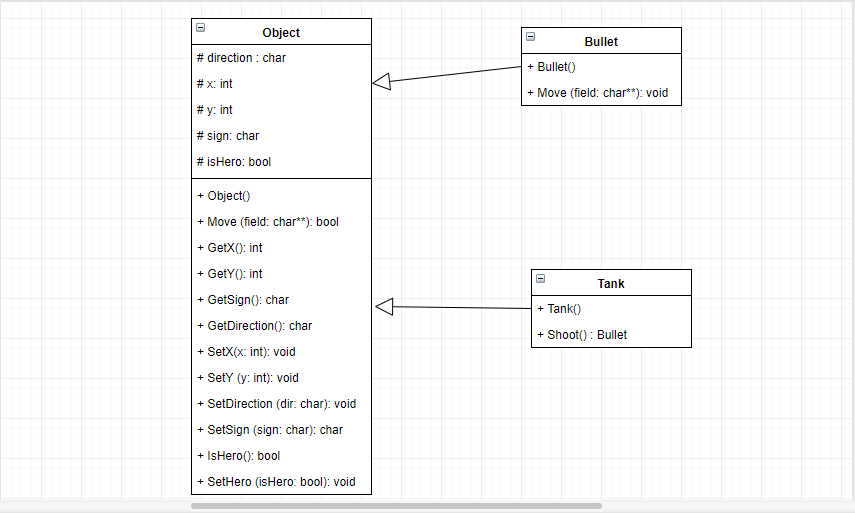 Object
# direction : char
# x: int
# y: int
# sign: char
# isHero: bool
+ Object()
+ Move (field: char**): bool
+ GetX(): int
+ GetY(): int
+ GetSign(): char
+ GetDirection(): char
+ SetX(x: int): void
+ SetY (y: int): void
+ SetDirection (dir: char): void
+ SetSign (sign: char): char
+ IsHero(): bool
+ SetHero (isHero: bool): void
Bullet
+ Bullet()
+ Move (field: char**): void
Tank
+ Tank()
+ Shoot() : Bullet